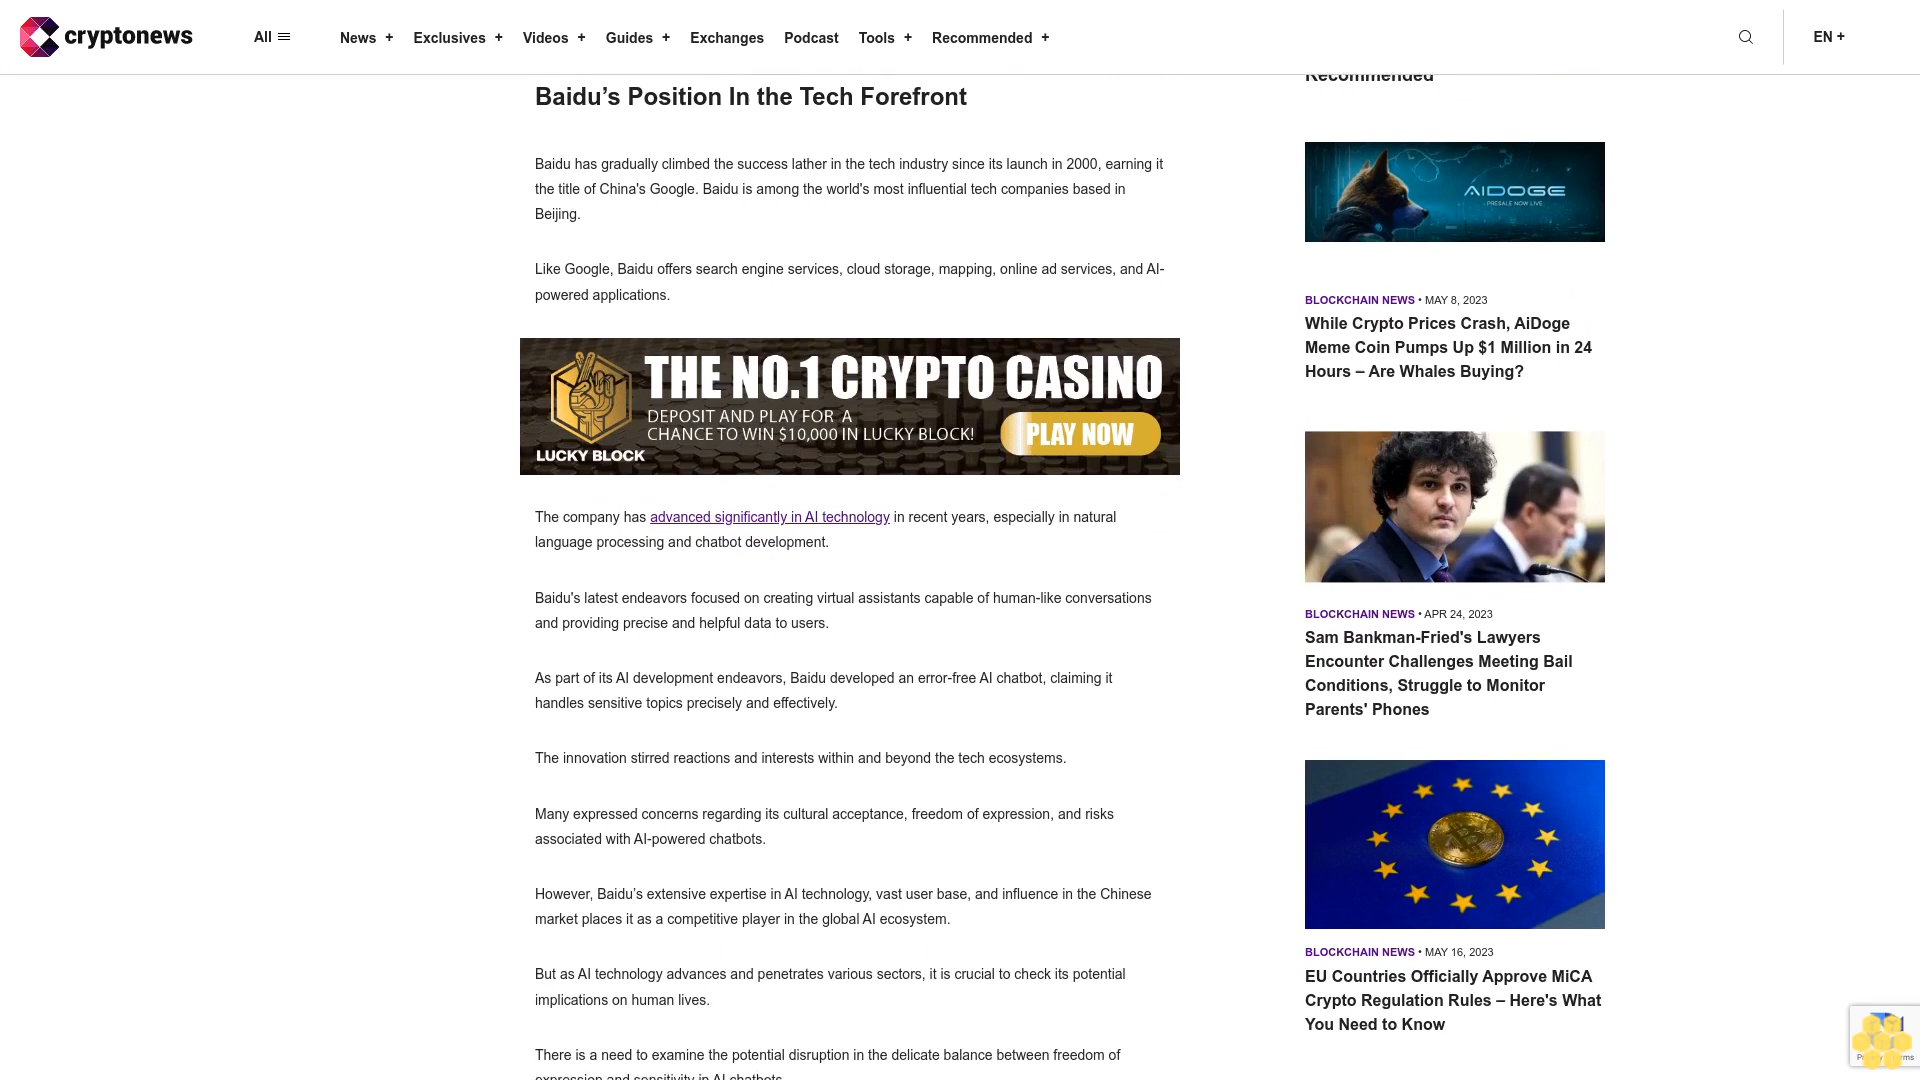 cryptonews
All
News +
Exclusives +
Videos +
Guides +
Exchanges
Podcast
Tools +
Recommended +
EN +
Baidu’s Position In the Tech Forefront
Baidu has gradually climbed the success lather in the tech industry since its launch in 2000, earning it
the title of China's Google. Baidu is among the world's most influential tech companies based in
Beijing.
Like Google, Baidu offers search engine services, cloud storage, mapping, online ad services, and AI-
powered applications.
THE NO.1 CRYPTO CASINO
DEPOSIT AND PLAY FOR A
CHANCE TO WIN $10,000 IN LUCKY BLOCK!
PLAY NOW
LUCKY BLOCK
The company has advanced significantly in AI technology in recent years, especially in natural
language processing and chatbot development.
Baidu's latest endeavors focused on creating virtual assistants capable of human-like conversations
and providing precise and helpful data to users.
As part of its AI development endeavors, Baidu developed an error-free AI chatbot, claiming it
handles sensitive topics precisely and effectively.
The innovation stirred reactions and interests within and beyond the tech ecosystems.
Many expressed concerns regarding its cultural acceptance, freedom of expression, and risks
associated with AI-powered chatbots.
However, Baidu’s extensive expertise in AI technology, vast user base, and influence in the Chinese
market places it as a competitive player in the global AI ecosystem.
But as AI technology advances and penetrates various sectors, it is crucial to check its potential
implications on human lives.
There is a need to examine the potential disruption in the delicate balance between freedom of
expression and sensitivity in AI chatbots.
Recommended
AIDOGE
PRESALE NOW LIVE
BLOCKCHAIN NEWS • MAY 8, 2023
While Crypto Prices Crash, AiDoge
Meme Coin Pumps Up $1 Million in 24
Hours – Are Whales Buying?
BLOCKCHAIN NEWS • APR 24, 2023
Sam Bankman-Fried's Lawyers
Encounter Challenges Meeting Bail
Conditions, Struggle to Monitor
Parents' Phones
BLOCKCHAIN NEWS • MAY 16, 2023
EU Countries Officially Approve MiCA
Crypto Regulation Rules – Here's What
You Need to Know